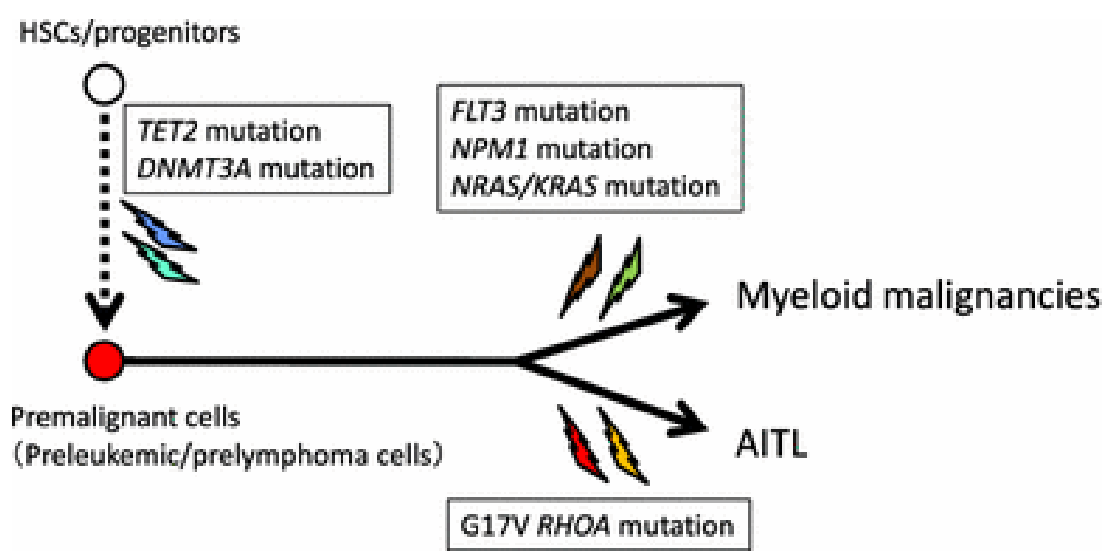 HSCs/progenitors
TET2 mutation
DNMT3A mutation
FLT3 mutation
NPM1 mutation
NRAS/KRAS mutation
Myeloid malignancies
Premalignant cells
(Preleukemic/prelymphoma cells)
AITL
G17V RHOA mutation